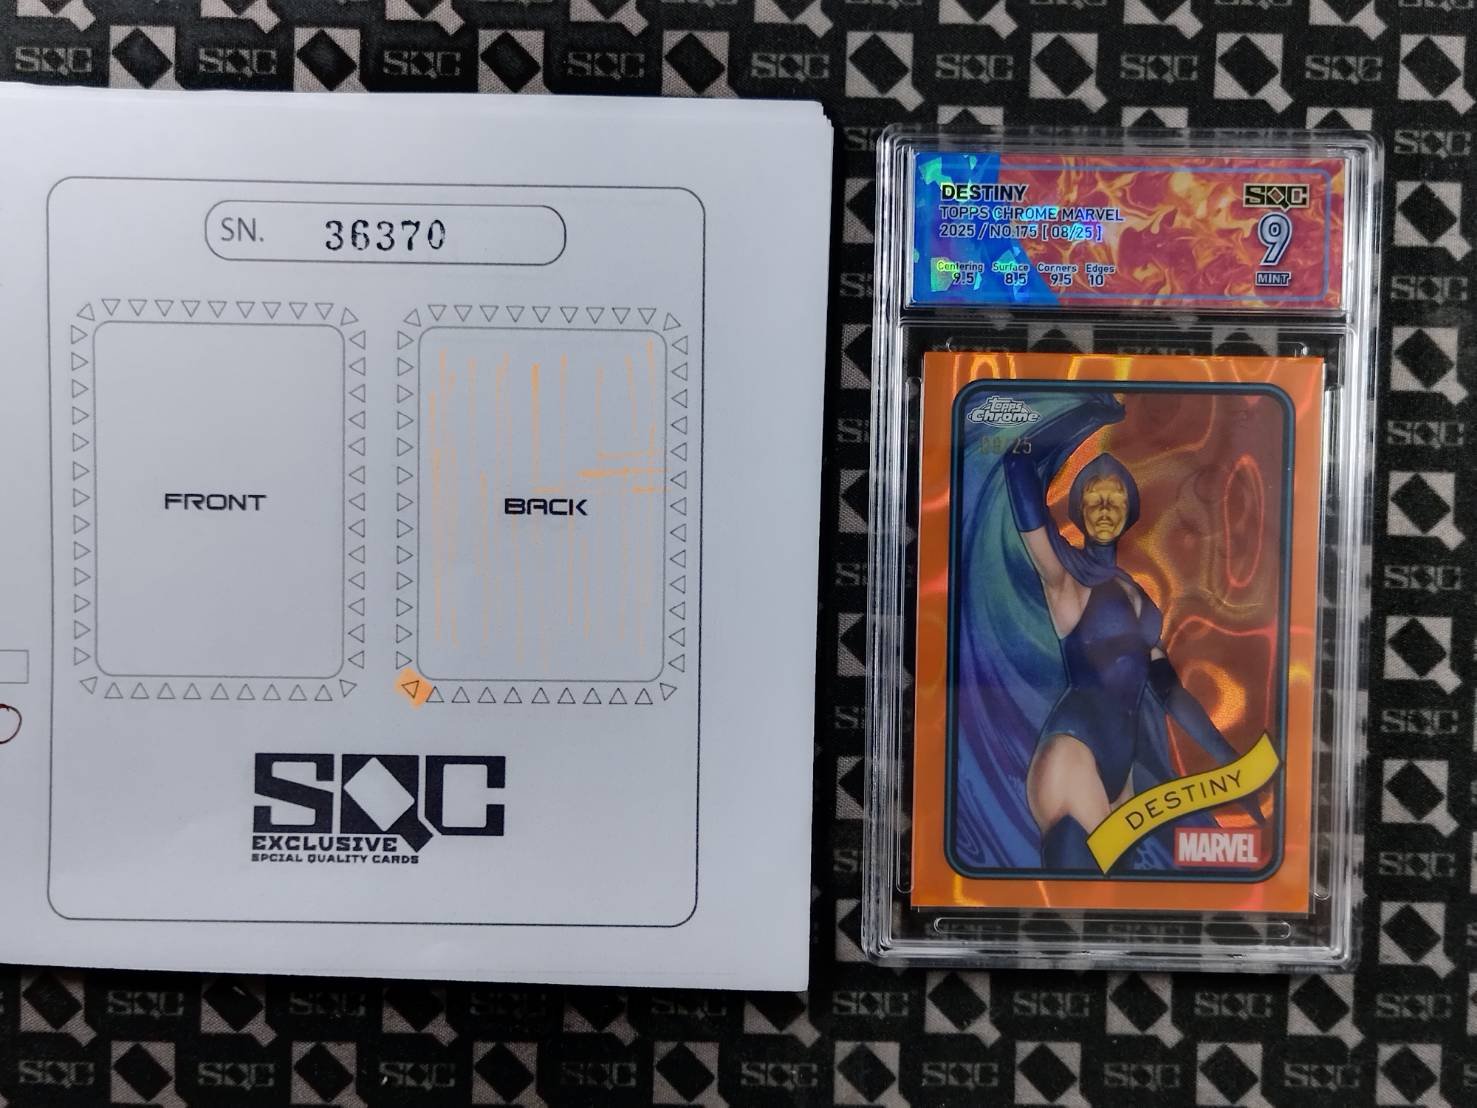 SN. 36370
FRONT
BACK
SQC
EXCLUSIVE
SPCIAL QUALITY CARDS
DESTINY
TOPPS CHROME MARVEL
2025 / NO.175 [ 08/25 ]
Centering Surface Corners Edges
9.5 8.5 9.5 10
SQC
9
MINT
Topps
Chrome
08/25
DESTINY
MARVEL